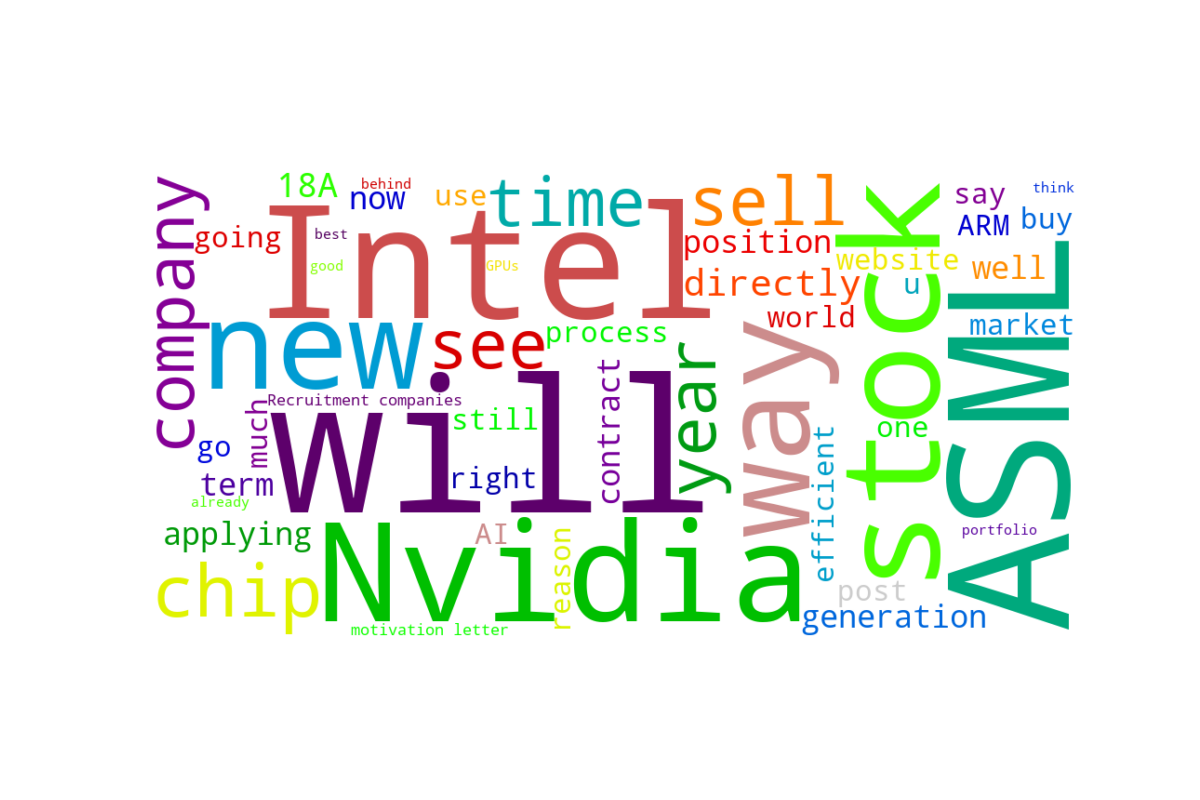 company
18A
behind
now
use
time
sell
stock
say
think
ARM
buy
going
best
Intel
position
website
well
good
GPUs
directly
u
ASML
new
see
process
world
market
way
year
contract
Recruitment companies
much
will
still
one
go
right
efficient
term
already
applying
AI
reason
portfolio
chip
Nvidia
post
generation
motivation letter